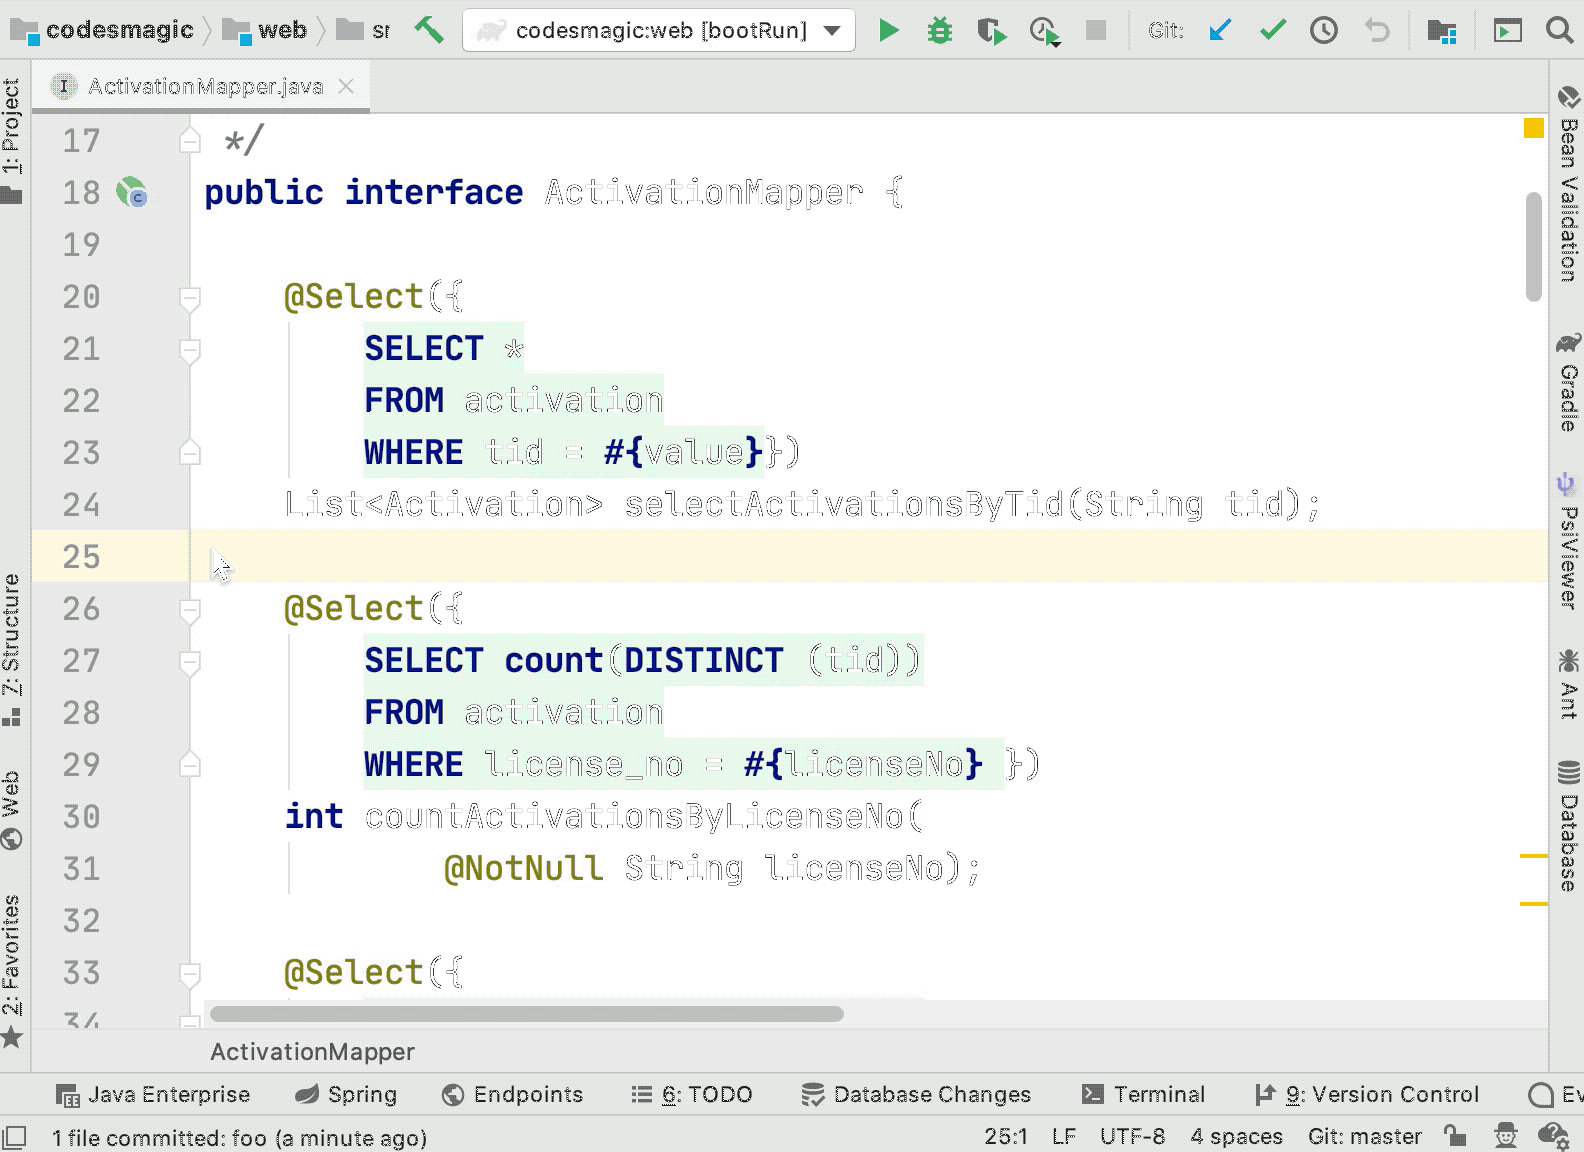 codesmagic web sr codesmagic:web [bootRun] Git:
ActivationMapper.java
1: Project
7: Structure
Web
2: Favorites
17 */
18 public interface ActivationMapper {
19
20 @Select({
21 SELECT *
22 FROM activation
23 WHERE tid = #{value}})
24 List<Activation> selectActivationsByTid(String tid);
25
26 @Select({
27 SELECT count(DISTINCT (tid))
28 FROM activation
29 WHERE license_no = #{licenseNo} })
30 int countActivationsByLicenseNo(
31 @NotNull String licenseNo);
32
33 @Select({
34
Bean Validation
Gradle
PsiViewer
Ant
Database
ActivationMapper
Java Enterprise Spring Endpoints 6: TODO Database Changes Terminal 9: Version Control Ev
1 file committed: foo (a minute ago) 25:1 LF UTF-8 4 spaces Git: master